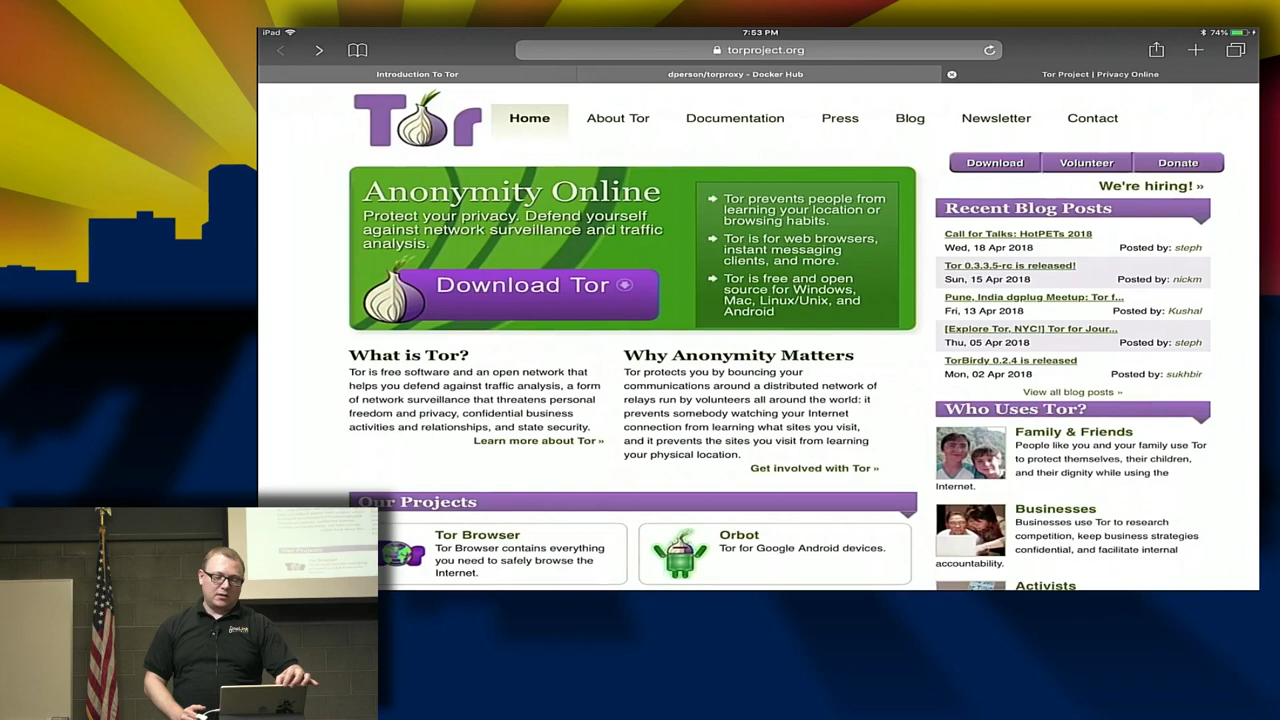 iPad
7:53 PM
74%
torproject.org
Introduction To Tor
dperson/torproxy - Docker Hub
Tor Project | Privacy Online
Tor
Home
About Tor
Documentation
Press
Blog
Newsletter
Contact
Download
Volunteer
Donate
We're hiring! »
Anonymity Online
Protect your privacy. Defend yourself
against network surveillance and traffic
analysis.
Download Tor
Tor prevents people from
learning your location or
browsing habits.
Tor is for web browsers,
instant messaging
clients, and more.
Tor is free and open
source for Windows,
Mac, Linux/Unix, and
Android
What is Tor?
Tor is free software and an open network that
helps you defend against traffic analysis, a form
of network surveillance that threatens personal
freedom and privacy, confidential business
activities and relationships, and state security.
Learn more about Tor »
Why Anonymity Matters
Tor protects you by bouncing your
communications around a distributed network of
relays run by volunteers all around the world: it
prevents somebody watching your Internet
connection from learning what sites you visit,
and it prevents the sites you visit from learning
your physical location.
Get involved with Tor »
Our Projects
Tor Browser
Tor Browser contains everything
you need to safely browse the
Internet.
Orbot
Tor for Google Android devices.
Recent Blog Posts
Call for Talks: HotPETs 2018
Wed, 18 Apr 2018 Posted by: steph
Tor 0.3.3.5-rc is released!
Sun, 15 Apr 2018 Posted by: nickm
Pune, India dgplug Meetup: Tor f...
Fri, 13 Apr 2018 Posted by: Kushal
[Explore Tor, NYC!] Tor for Jour...
Thu, 05 Apr 2018 Posted by: steph
TorBirdy 0.2.4 is released
Mon, 02 Apr 2018 Posted by: sukhbir
View all blog posts »
Who Uses Tor?
Family & Friends
People like you and your family use Tor
to protect themselves, their children,
and their dignity while using the
Internet.
Businesses
Businesses use Tor to research
competition, keep business strategies
confidential, and facilitate internal
accountability.
Activists